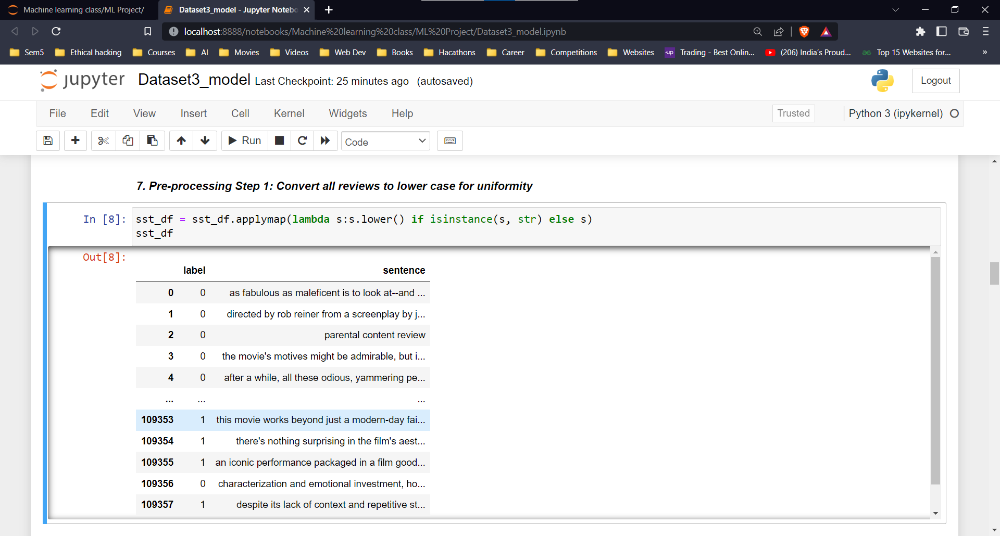 Machine learning class/ML Project/
Dataset3_model - Jupyter Notebo
localhost:8888/notebooks/Machine%20learning%20class/ML%20Project/Dataset3_model.ipynb
Sem5 Ethical hacking Courses AI Movies Videos Web Dev Books Hacathons Career Competitions Websites up Trading - Best Onlin... (206) India's Proud... Top 15 Websites for... »
jupyter Dataset3_model Last Checkpoint: 25 minutes ago (autosaved) Logout
File Edit View Insert Cell Kernel Widgets Help Trusted Python 3 (ipykernel)
Run Code
7. Pre-processing Step 1: Convert all reviews to lower case for uniformity
In [8]: sst_df = sst_df.applymap(lambda s:s.lower() if isinstance(s, str) else s)
sst_df
Out[8]:
label sentence
0 0 as fabulous as maleficent is to look at--and ...
1 0 directed by rob reiner from a screenplay by j...
2 0 parental content review
3 0 the movie's motives might be admirable, but i...
4 0 after a while, all these odious, yammering pe...
... ... ...
109353 1 this movie works beyond just a modern-day fai...
109354 1 there's nothing surprising in the film's aest...
109355 1 an iconic performance packaged in a film good...
109356 0 characterization and emotional investment, ho...
109357 1 despite its lack of context and repetitive st...